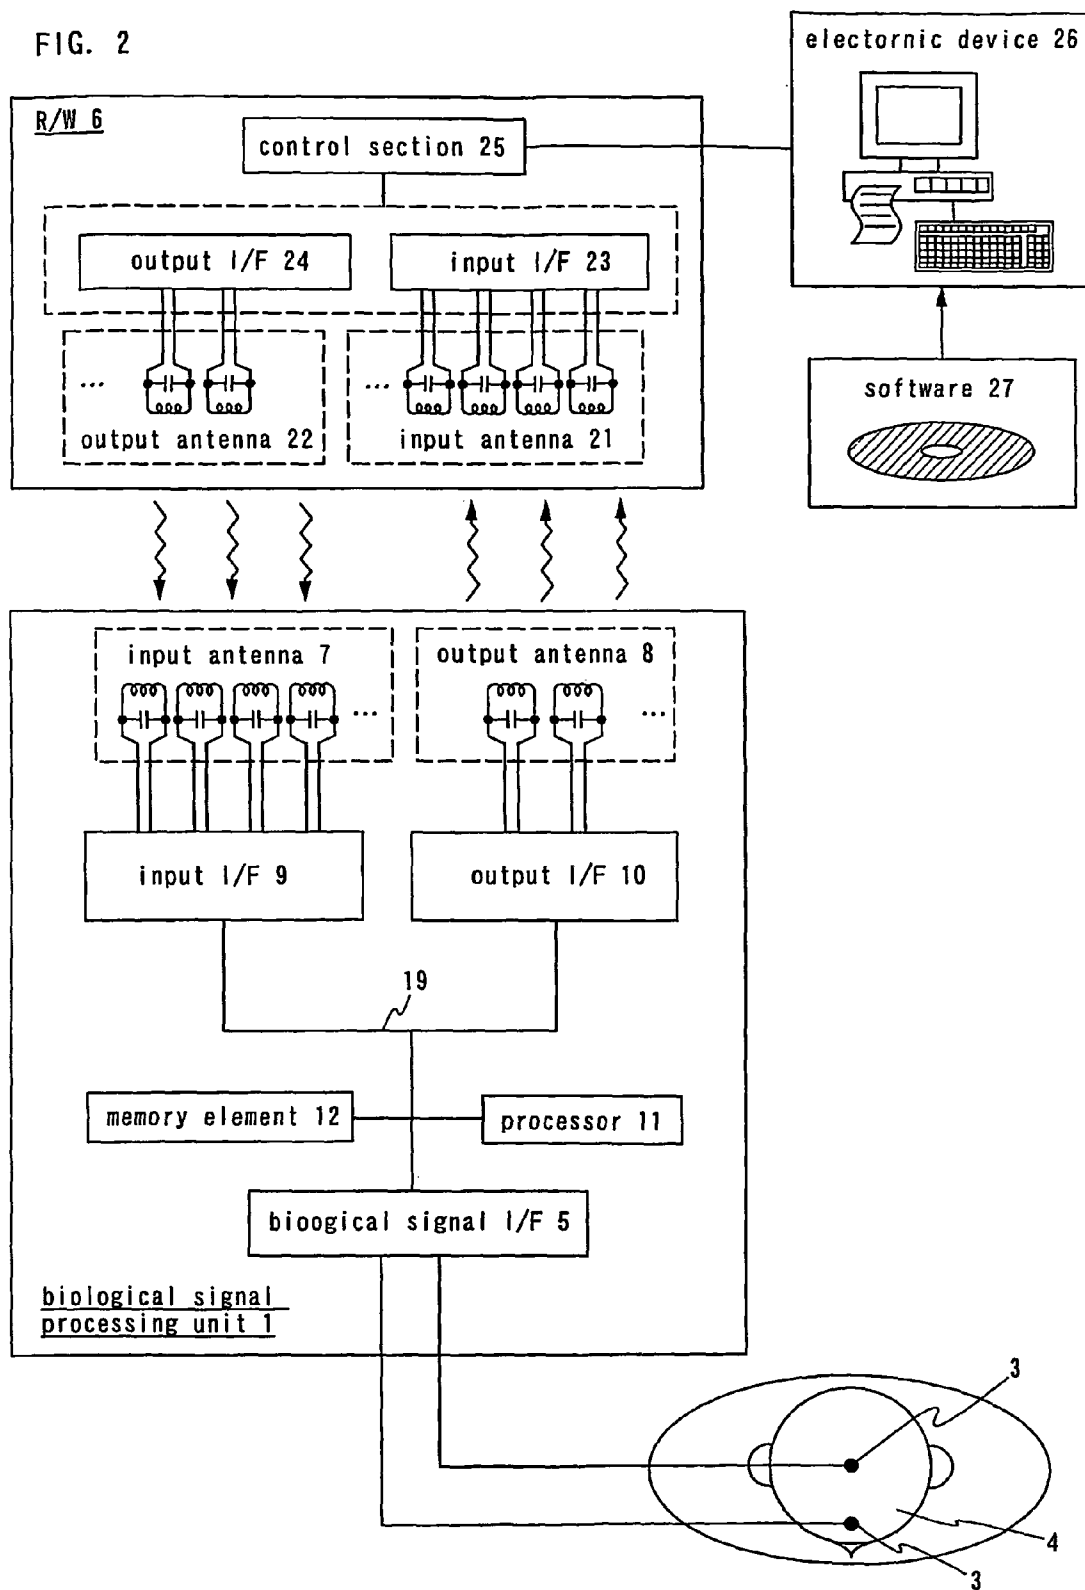 FIG. 2
electornic device 26
R/W 6
control section 25
output I/F 24
input I/F 23
software 27
...
...
output antenna 22
input antenna 21
input antenna 7
output antenna 8
...
...
input I/F 9
output I/F 10
19
memory element 12
processor 11
bioogical signal I/F 5
biological signal
processing unit 1
3
4
3